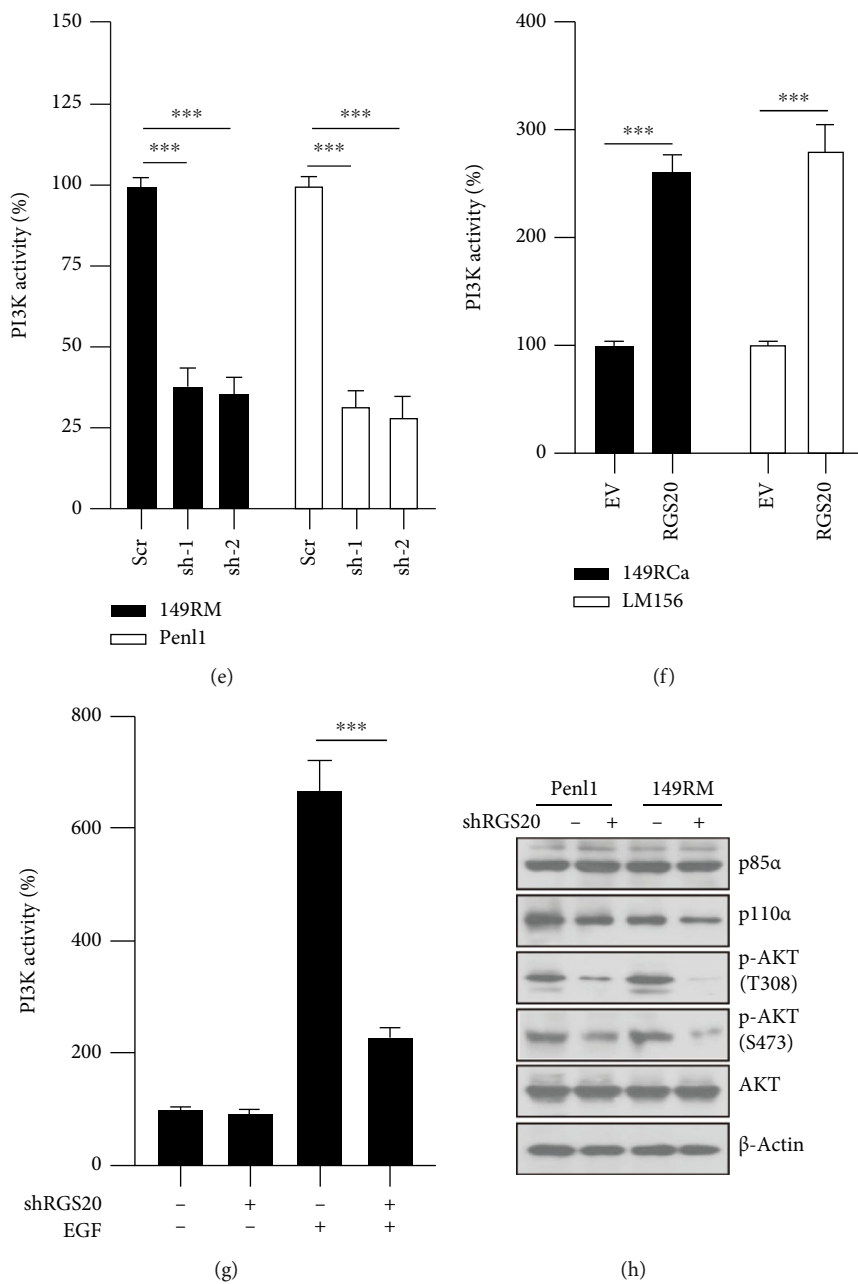 150
125
100
75
50
25
0
PI3K activity (%)
***
***
***
***
Scr
sh-1
sh-2
Scr
sh-1
sh-2
149RM
Penl1
(e)
400
300
200
100
0
PI3K activity (%)
***
***
EV
RGS20
EV
RGS20
149RCa
LM156
(f)
800
600
400
200
0
PI3K activity (%)
***
shRGS20 – + – +
EGF + +
(g)
Penl1 149RM
shRGS20 – + – +
p85α
p110α
p-AKT
(T308)
p-AKT
(S473)
AKT
β-Actin
(h)